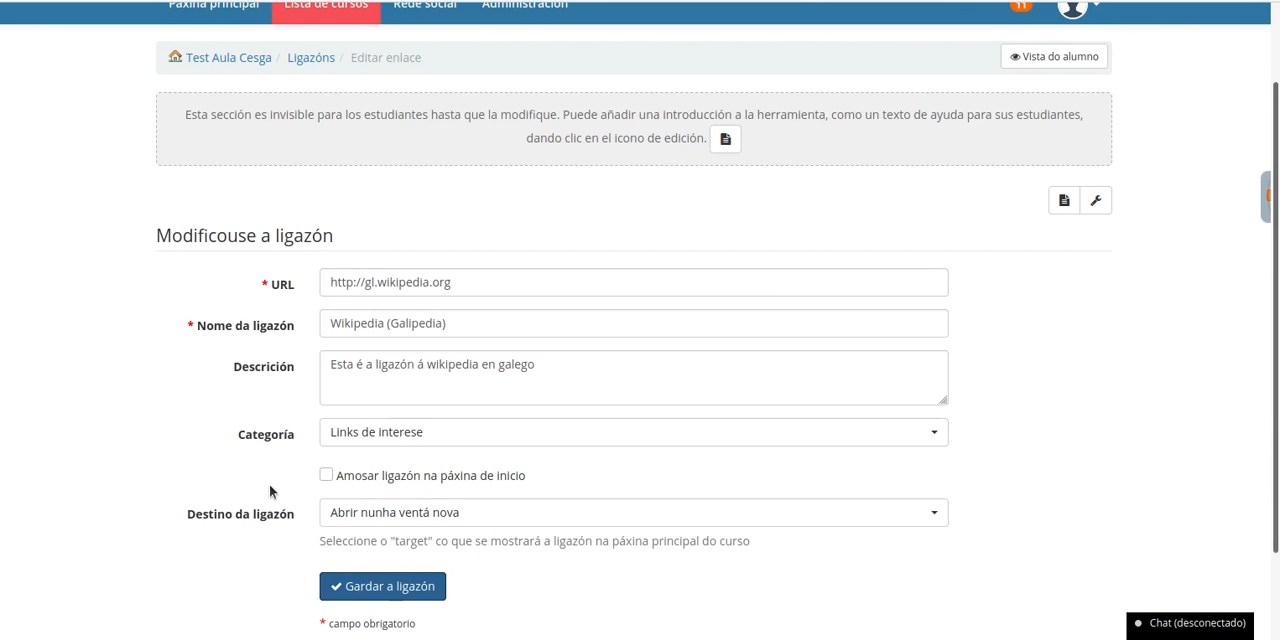 Páxina principal Lista de cursos Rede social Administración 11
Test Aula Cesga / Ligazóns / Editar enlace Vista do alumno
Esta sección es invisible para los estudiantes hasta que la modifique. Puede añadir una introducción a la herramienta, como un texto de ayuda para sus estudiantes,
dando clic en el icono de edición.
Modificouse a ligazón
* URL http://gl.wikipedia.org
* Nome da ligazón Wikipedia (Galipedia)
Descrición Esta é a ligazón á wikipedia en galego
Categoría Links de interese
Amosar ligazón na páxina de inicio
Destino da ligazón Abrir nunha ventá nova
Seleccione o "target" co que se mostrará a ligazón na páxina principal do curso
Gardar a ligazón
* campo obrigatorio
Chat (desconectado)